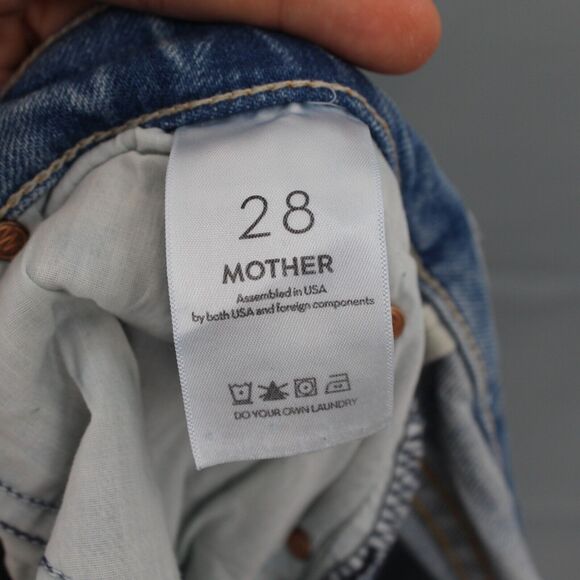 28
MOTHER
Assembled in USA
by both USA and foreign components
DO YOUR OWN LAUNDRY